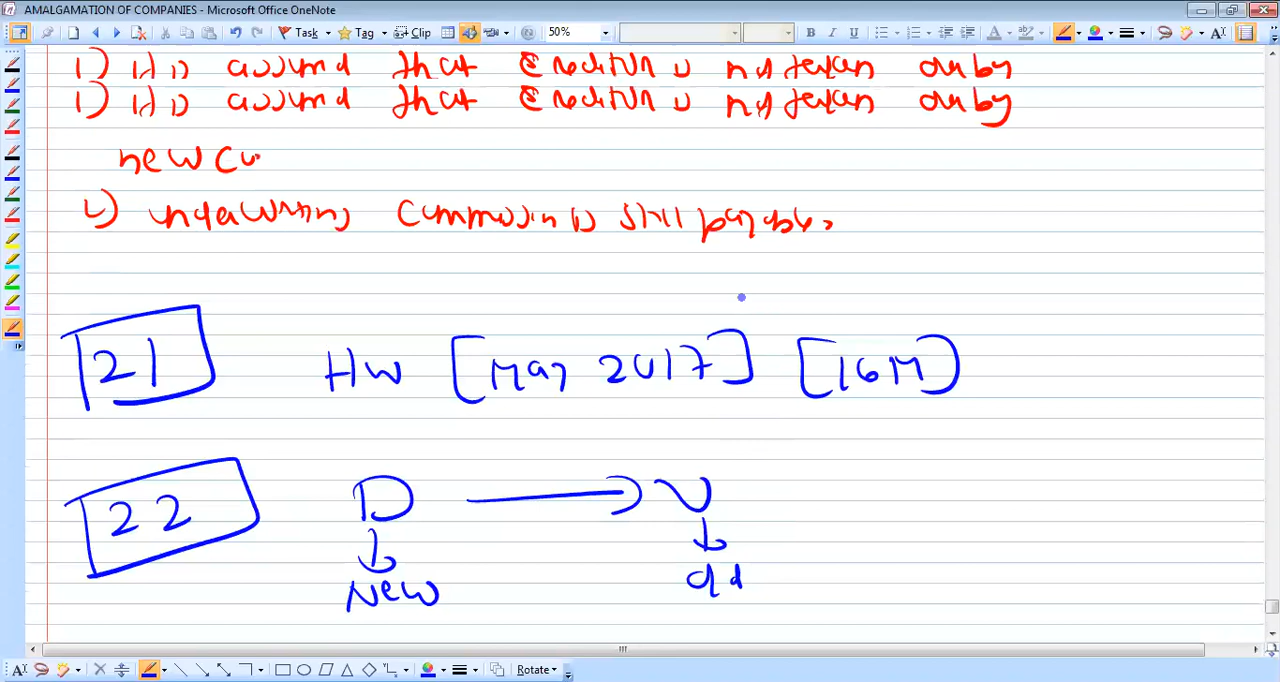 AMALGAMATION OF COMPANIES - Microsoft Office OneNote
Task Tag Clip 50%
1) It is assumed that creditor is not taken over by
1) It is assumed that creditor is not taken over by
new Co.
2) underwriting commission is still payable.
21 HW [May 2017] [16M]
22 D → V
New old
Rotate